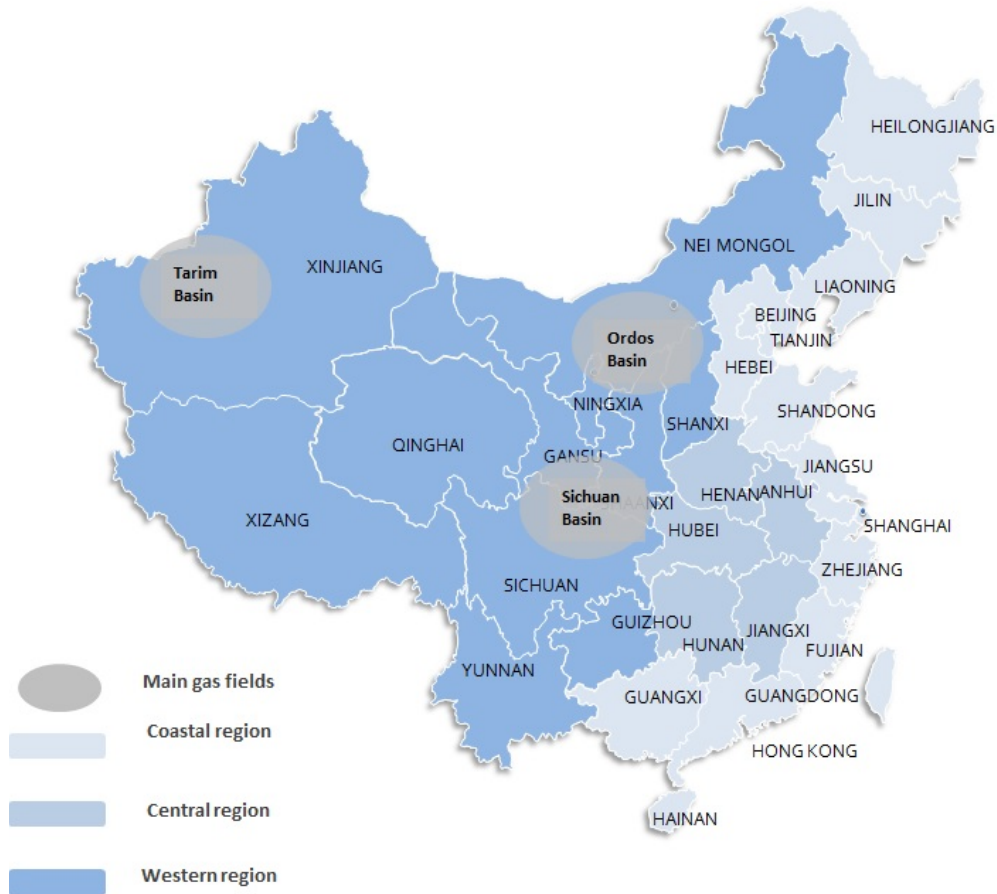 HEILONGJIANG
JILIN
NEI MONGOL
LIAONING
XINJIANG
Tarim
Basin
BEIJING
TIANJIN
Ordos
Basin
HEBEI
NINGXIA
SHANDONG
SHANXI
QINGHAI
GANSU
JIANGSU
Sichuan
Basin
SHAANXI
HENAN
ANHUI
XIZANG
HUBEI
SHANGHAI
ZHEJIANG
SICHUAN
GUIZHOU
HUNAN
JIANGXI
FUJIAN
YUNNAN
GUANGXI
GUANGDONG
HONG KONG
HAINAN
Main gas fields
Coastal region
Central region
Western region